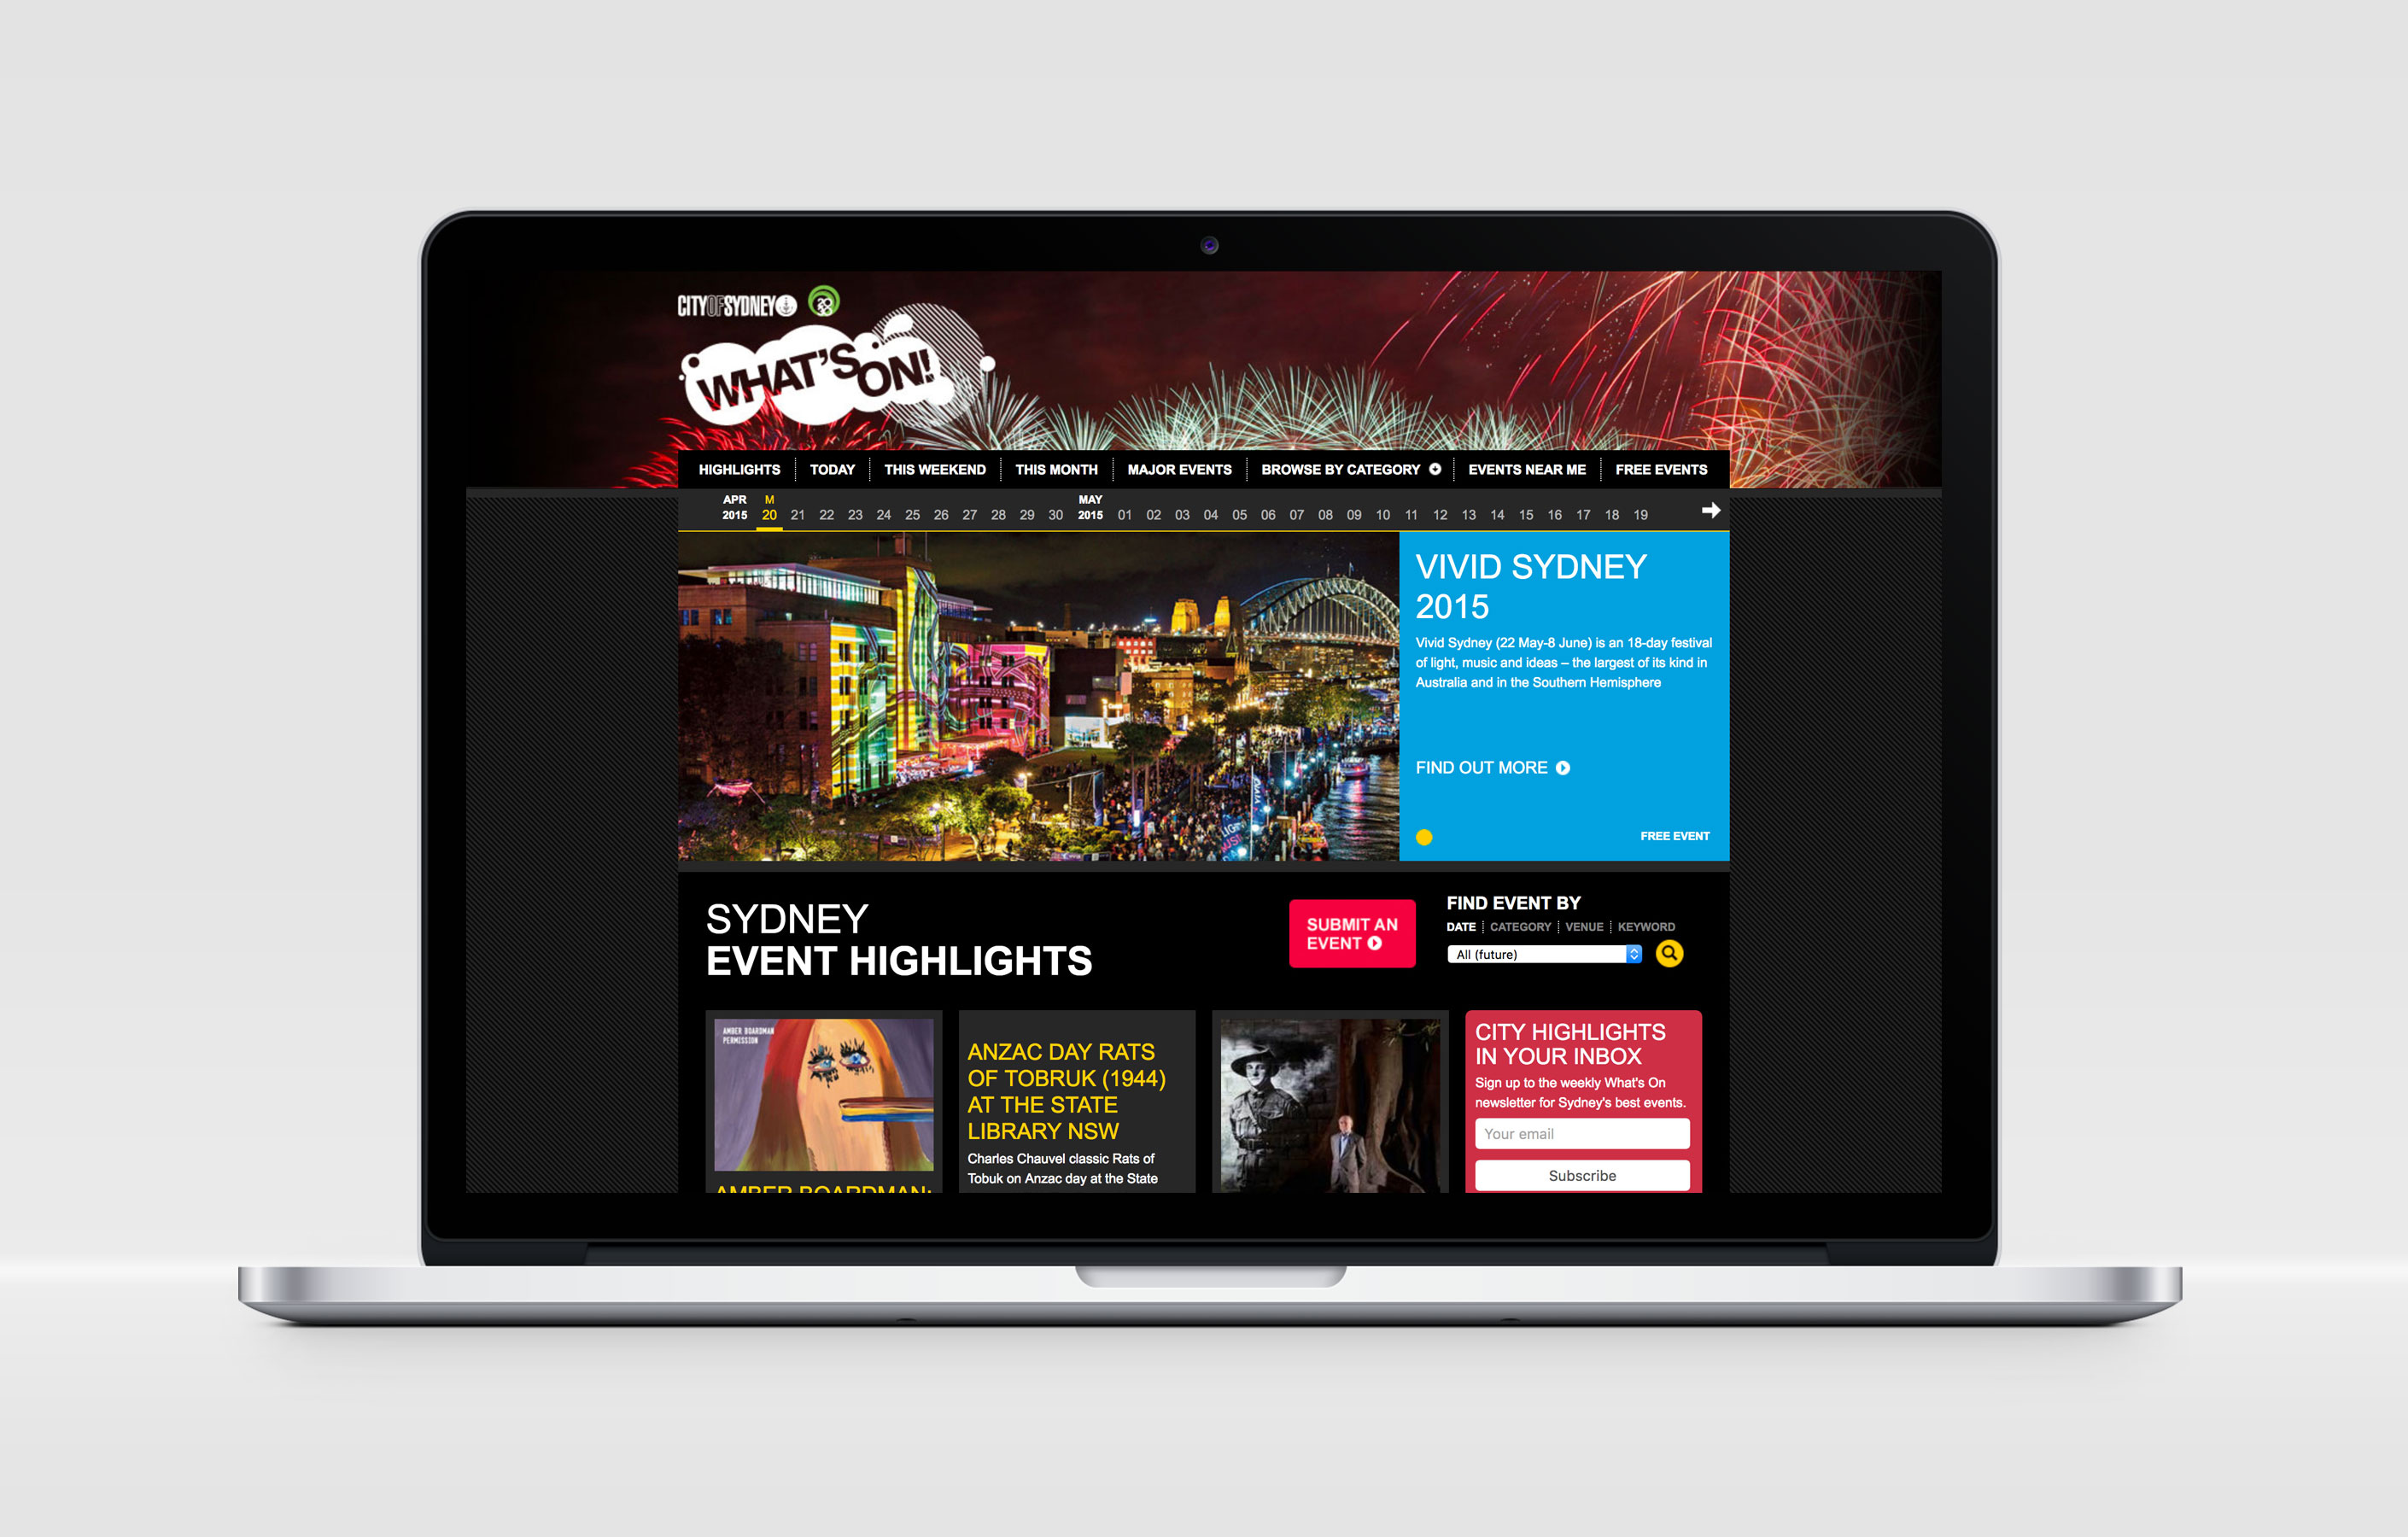 CITYOFSYDNEY
2030
WHAT'S ON!
HIGHLIGHTS TODAY THIS WEEKEND THIS MONTH MAJOR EVENTS BROWSE BY CATEGORY EVENTS NEAR ME FREE EVENTS
APR M MAY
2015 20 21 22 23 24 25 26 27 28 29 30 2015 01 02 03 04 05 06 07 08 09 10 11 12 13 14 15 16 17 18 19
VIVID SYDNEY
2015
Vivid Sydney (22 May-8 June) is an 18-day festival
of light, music and ideas – the largest of its kind in
Australia and in the Southern Hemisphere
FIND OUT MORE
FREE EVENT
VIVID
LIGHT
SYDNEY
EVENT HIGHLIGHTS
SUBMIT AN
EVENT
FIND EVENT BY
DATE CATEGORY VENUE KEYWORD
All (future)
AMBER BOARDMAN
PERMISSION
AMBER BOARDMAN:
ANZAC DAY RATS
OF TOBRUK (1944)
AT THE STATE
LIBRARY NSW
Charles Chauvel classic Rats of
Tobuk on Anzac day at the State
CITY HIGHLIGHTS
IN YOUR INBOX
Sign up to the weekly What's On
newsletter for Sydney's best events.
Your email
Subscribe